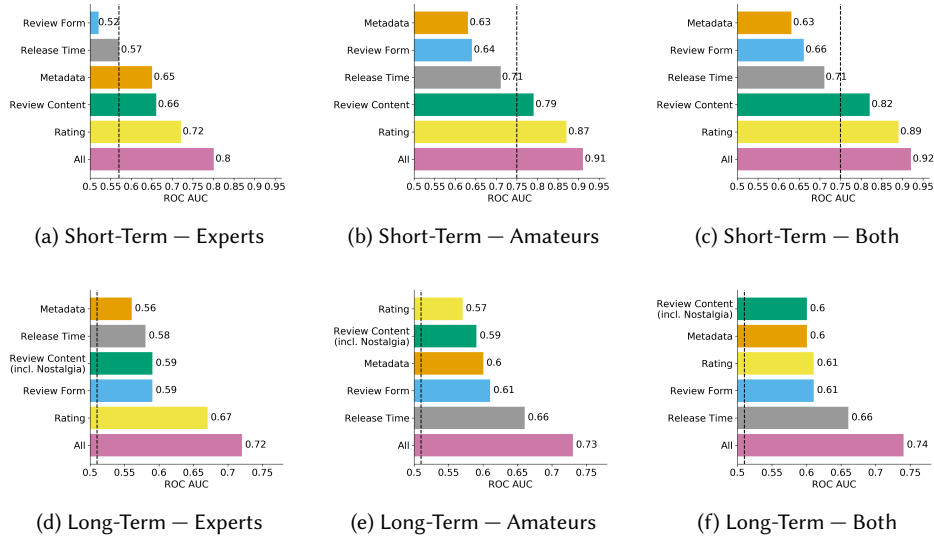 Review Form 0.52
Release Time 0.57
Metadata 0.65
Review Content 0.66
Rating 0.72
All 0.8
0.5 0.55 0.6 0.65 0.7 0.75 0.8 0.85 0.9 0.95
ROC AUC
(a) Short-Term — Experts
Metadata 0.63
Review Form 0.64
Release Time 0.71
Review Content 0.79
Rating 0.87
All 0.91
0.5 0.55 0.6 0.65 0.7 0.75 0.8 0.85 0.9 0.95
ROC AUC
(b) Short-Term — Amateurs
Metadata 0.63
Review Form 0.66
Release Time 0.71
Review Content 0.82
Rating 0.89
All 0.92
0.5 0.55 0.6 0.65 0.7 0.75 0.8 0.85 0.9 0.95
ROC AUC
(c) Short-Term — Both
Metadata 0.56
Release Time 0.58
Review Content
(incl. Nostalgia) 0.59
Review Form 0.59
Rating 0.67
All 0.72
0.5 0.55 0.6 0.65 0.7 0.75
ROC AUC
(d) Long-Term — Experts
Rating 0.57
Review Content
(incl. Nostalgia) 0.59
Metadata 0.6
Review Form 0.61
Release Time 0.66
All 0.73
0.5 0.55 0.6 0.65 0.7 0.75
ROC AUC
(e) Long-Term — Amateurs
Review Content
(incl. Nostalgia) 0.6
Metadata 0.6
Rating 0.61
Review Form 0.61
Release Time 0.66
All 0.74
0.5 0.55 0.6 0.65 0.7 0.75
ROC AUC
(f) Long-Term — Both